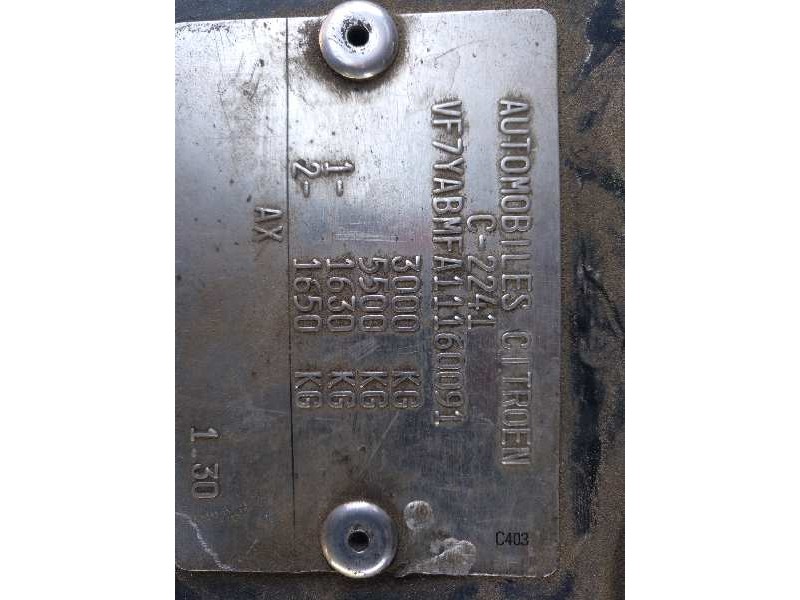 AUTOMOBILES CITROEN
C-2241
VF7YABMFA11160091
3000 KG
5500 KG
1- 1630 KG
2- 1650 KG
AX
1.30
C403